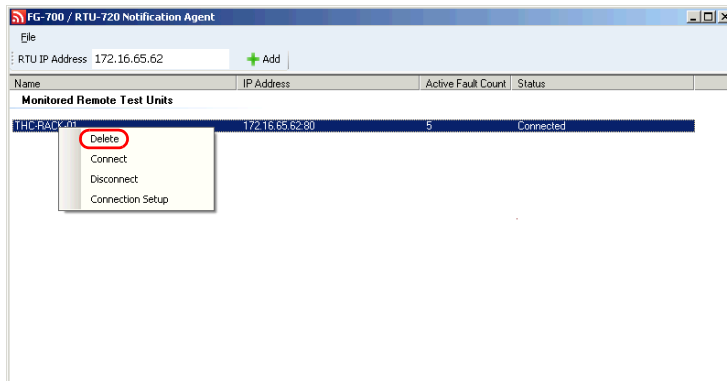 FG-700 / RTU-720 Notification Agent
File
RTU IP Address 172.16.65.62 Add
Name IP Address Active Fault Count Status
Monitored Remote Test Units
THC-RACK-01 172.16.65.62:80 5 Connected
Delete
Connect
Disconnect
Connection Setup